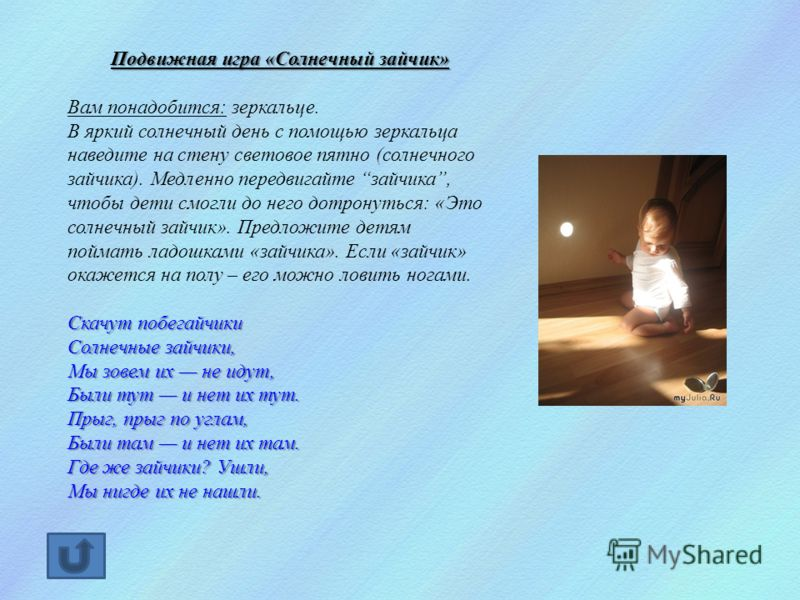 Подвижная игра «Солнечный зайчик»
Вам понадобится: зеркальце.
В яркий солнечный день с помощью зеркальца
наведите на стену световое пятно (солнечного
зайчика). Медленно передвигайте “зайчика”,
чтобы дети смогли до него дотронуться: «Это
солнечный зайчик». Предложите детям
поймать ладошками «зайчика». Если «зайчик»
окажется на полу – его можно ловить ногами.
Скачут побегайчики
Солнечные зайчики,
Мы зовем их — не идут,
Были тут — и нет их тут.
Прыг, прыг по углам,
Были там — и нет их там.
Где же зайчики? Ушли,
Мы нигде их не нашли.
myJulia.Ru
MyShared